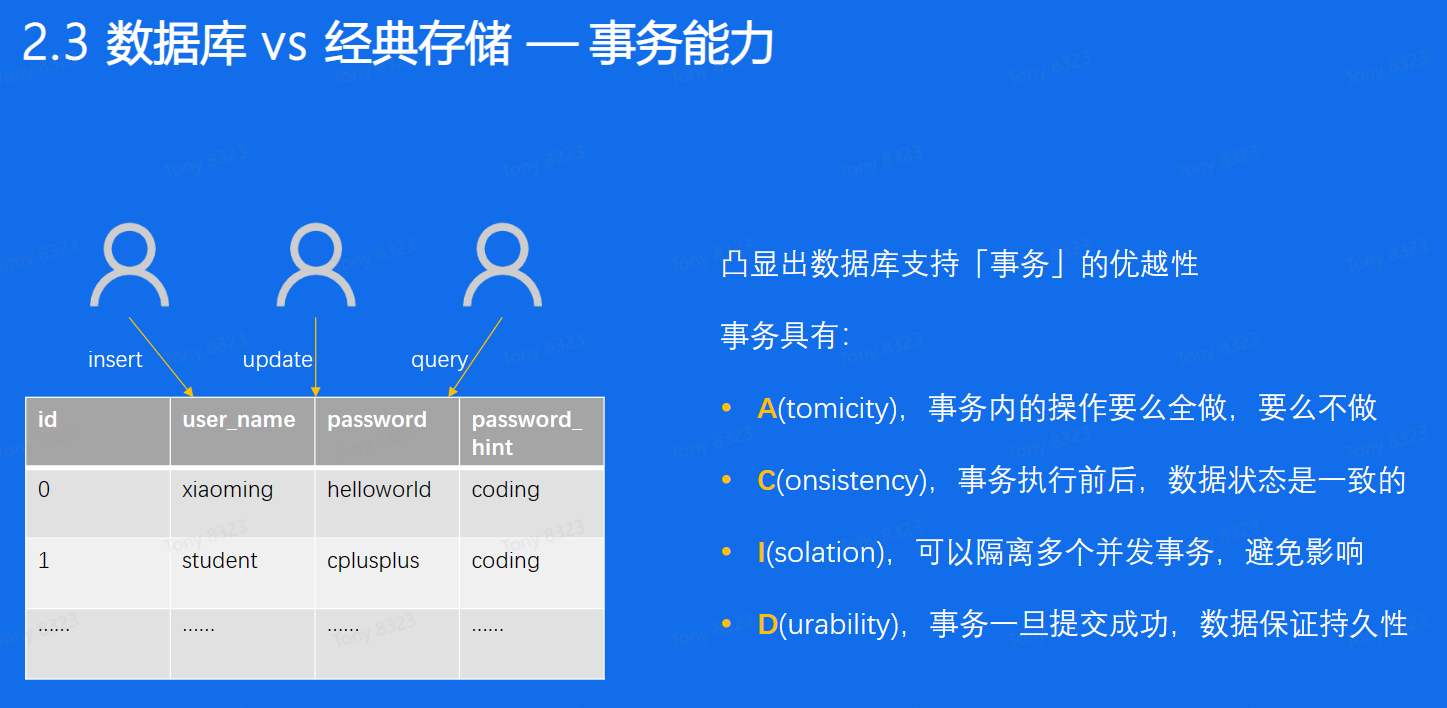 2.3 数据库 vs 经典存储 — 事务能力
insert
update
query
id
user_name
password
password_
hint
0
xiaoming
helloworld
coding
1
student
cplusplus
coding
......
......
......
......
凸显出数据库支持「事务」的优越性
事务具有：
• A(tomicity)，事务内的操作要么全做，要么不做
• C(onsistency)，事务执行前后，数据状态是一致的
• I(solation)，可以隔离多个并发事务，避免影响
• D(urability)，事务一旦提交成功，数据保证持久性
Tony 8323